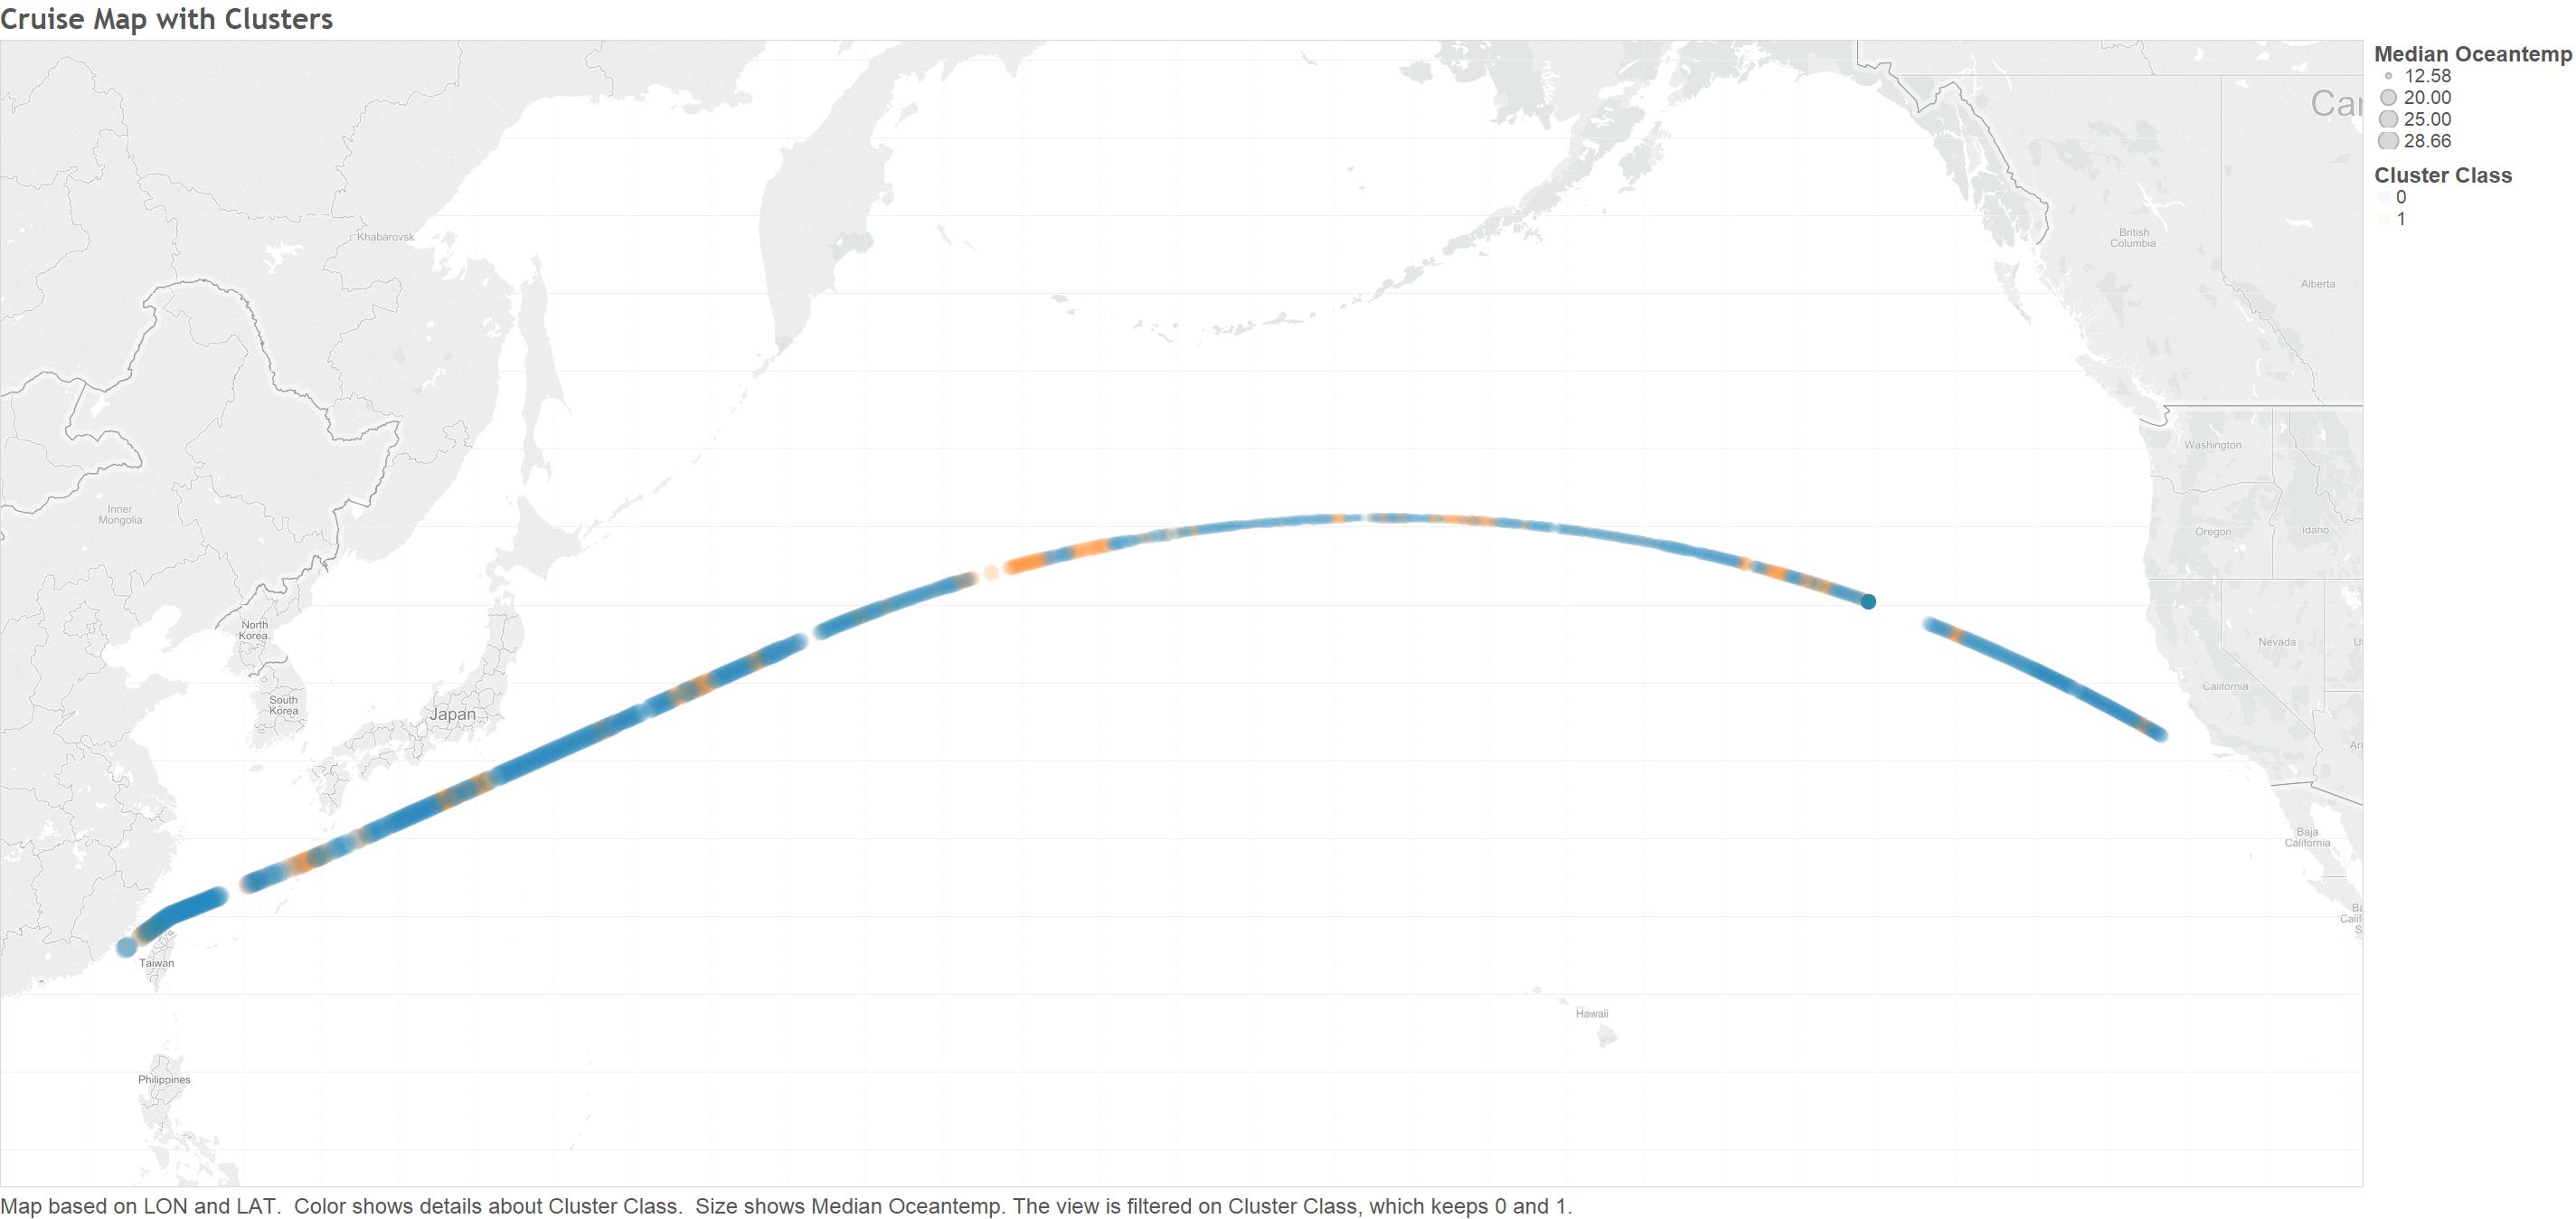 Cruise Map with Clusters
Median Oceantemp
12.58
20.00
25.00
28.66
Cluster Class
0
1
Car
Khabarovsk
British
Columbia
Alberta
Washington
Inner
Mongolia
Oregon
Idaho
North
Korea
Nevada
U
South
Korea
California
Japan
Ari
Baja
California
Ba
Calif
S
Taiwan
Hawaii
Philippines
Map based on LON and LAT.  Color shows details about Cluster Class.  Size shows Median Oceantemp. The view is filtered on Cluster Class, which keeps 0 and 1.